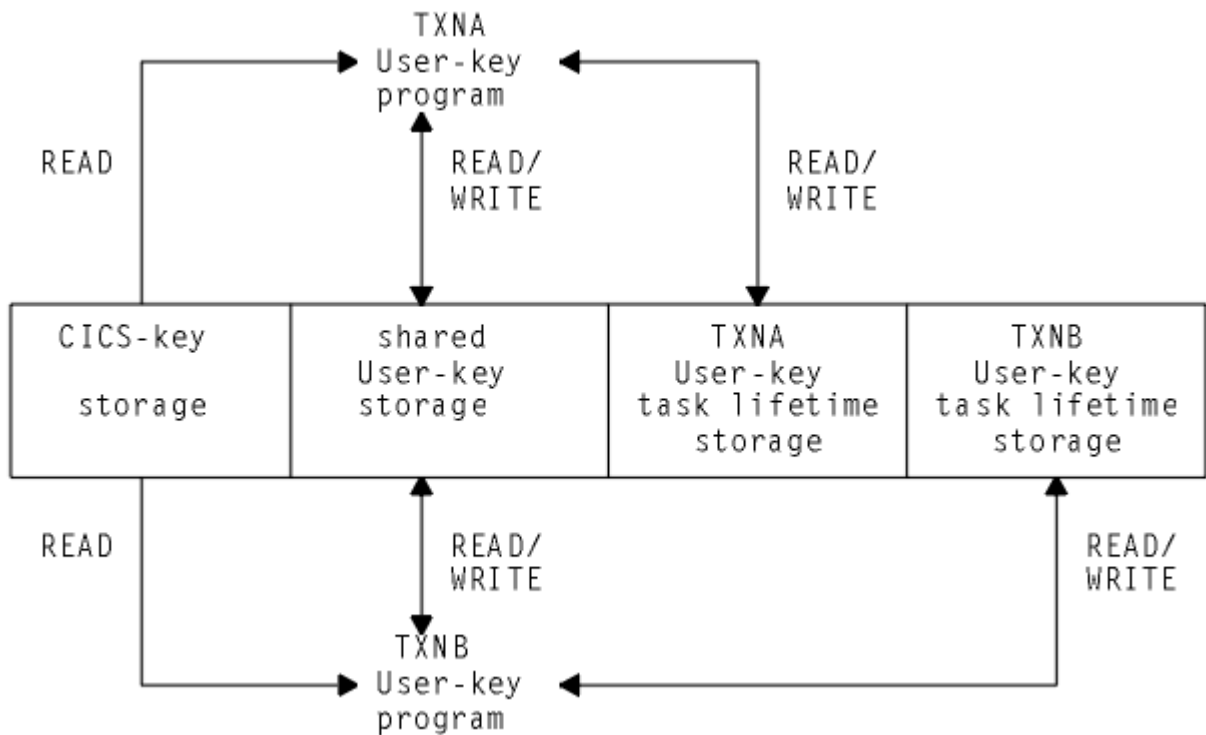 TXNA
User-key
program
READ
READ/
WRITE
READ/
WRITE
CICS-key
storage
shared
User-key
storage
TXNA
User-key
task lifetime
storage
TXNB
User-key
task lifetime
storage
READ
READ/
WRITE
READ/
WRITE
TXNB
User-key
program